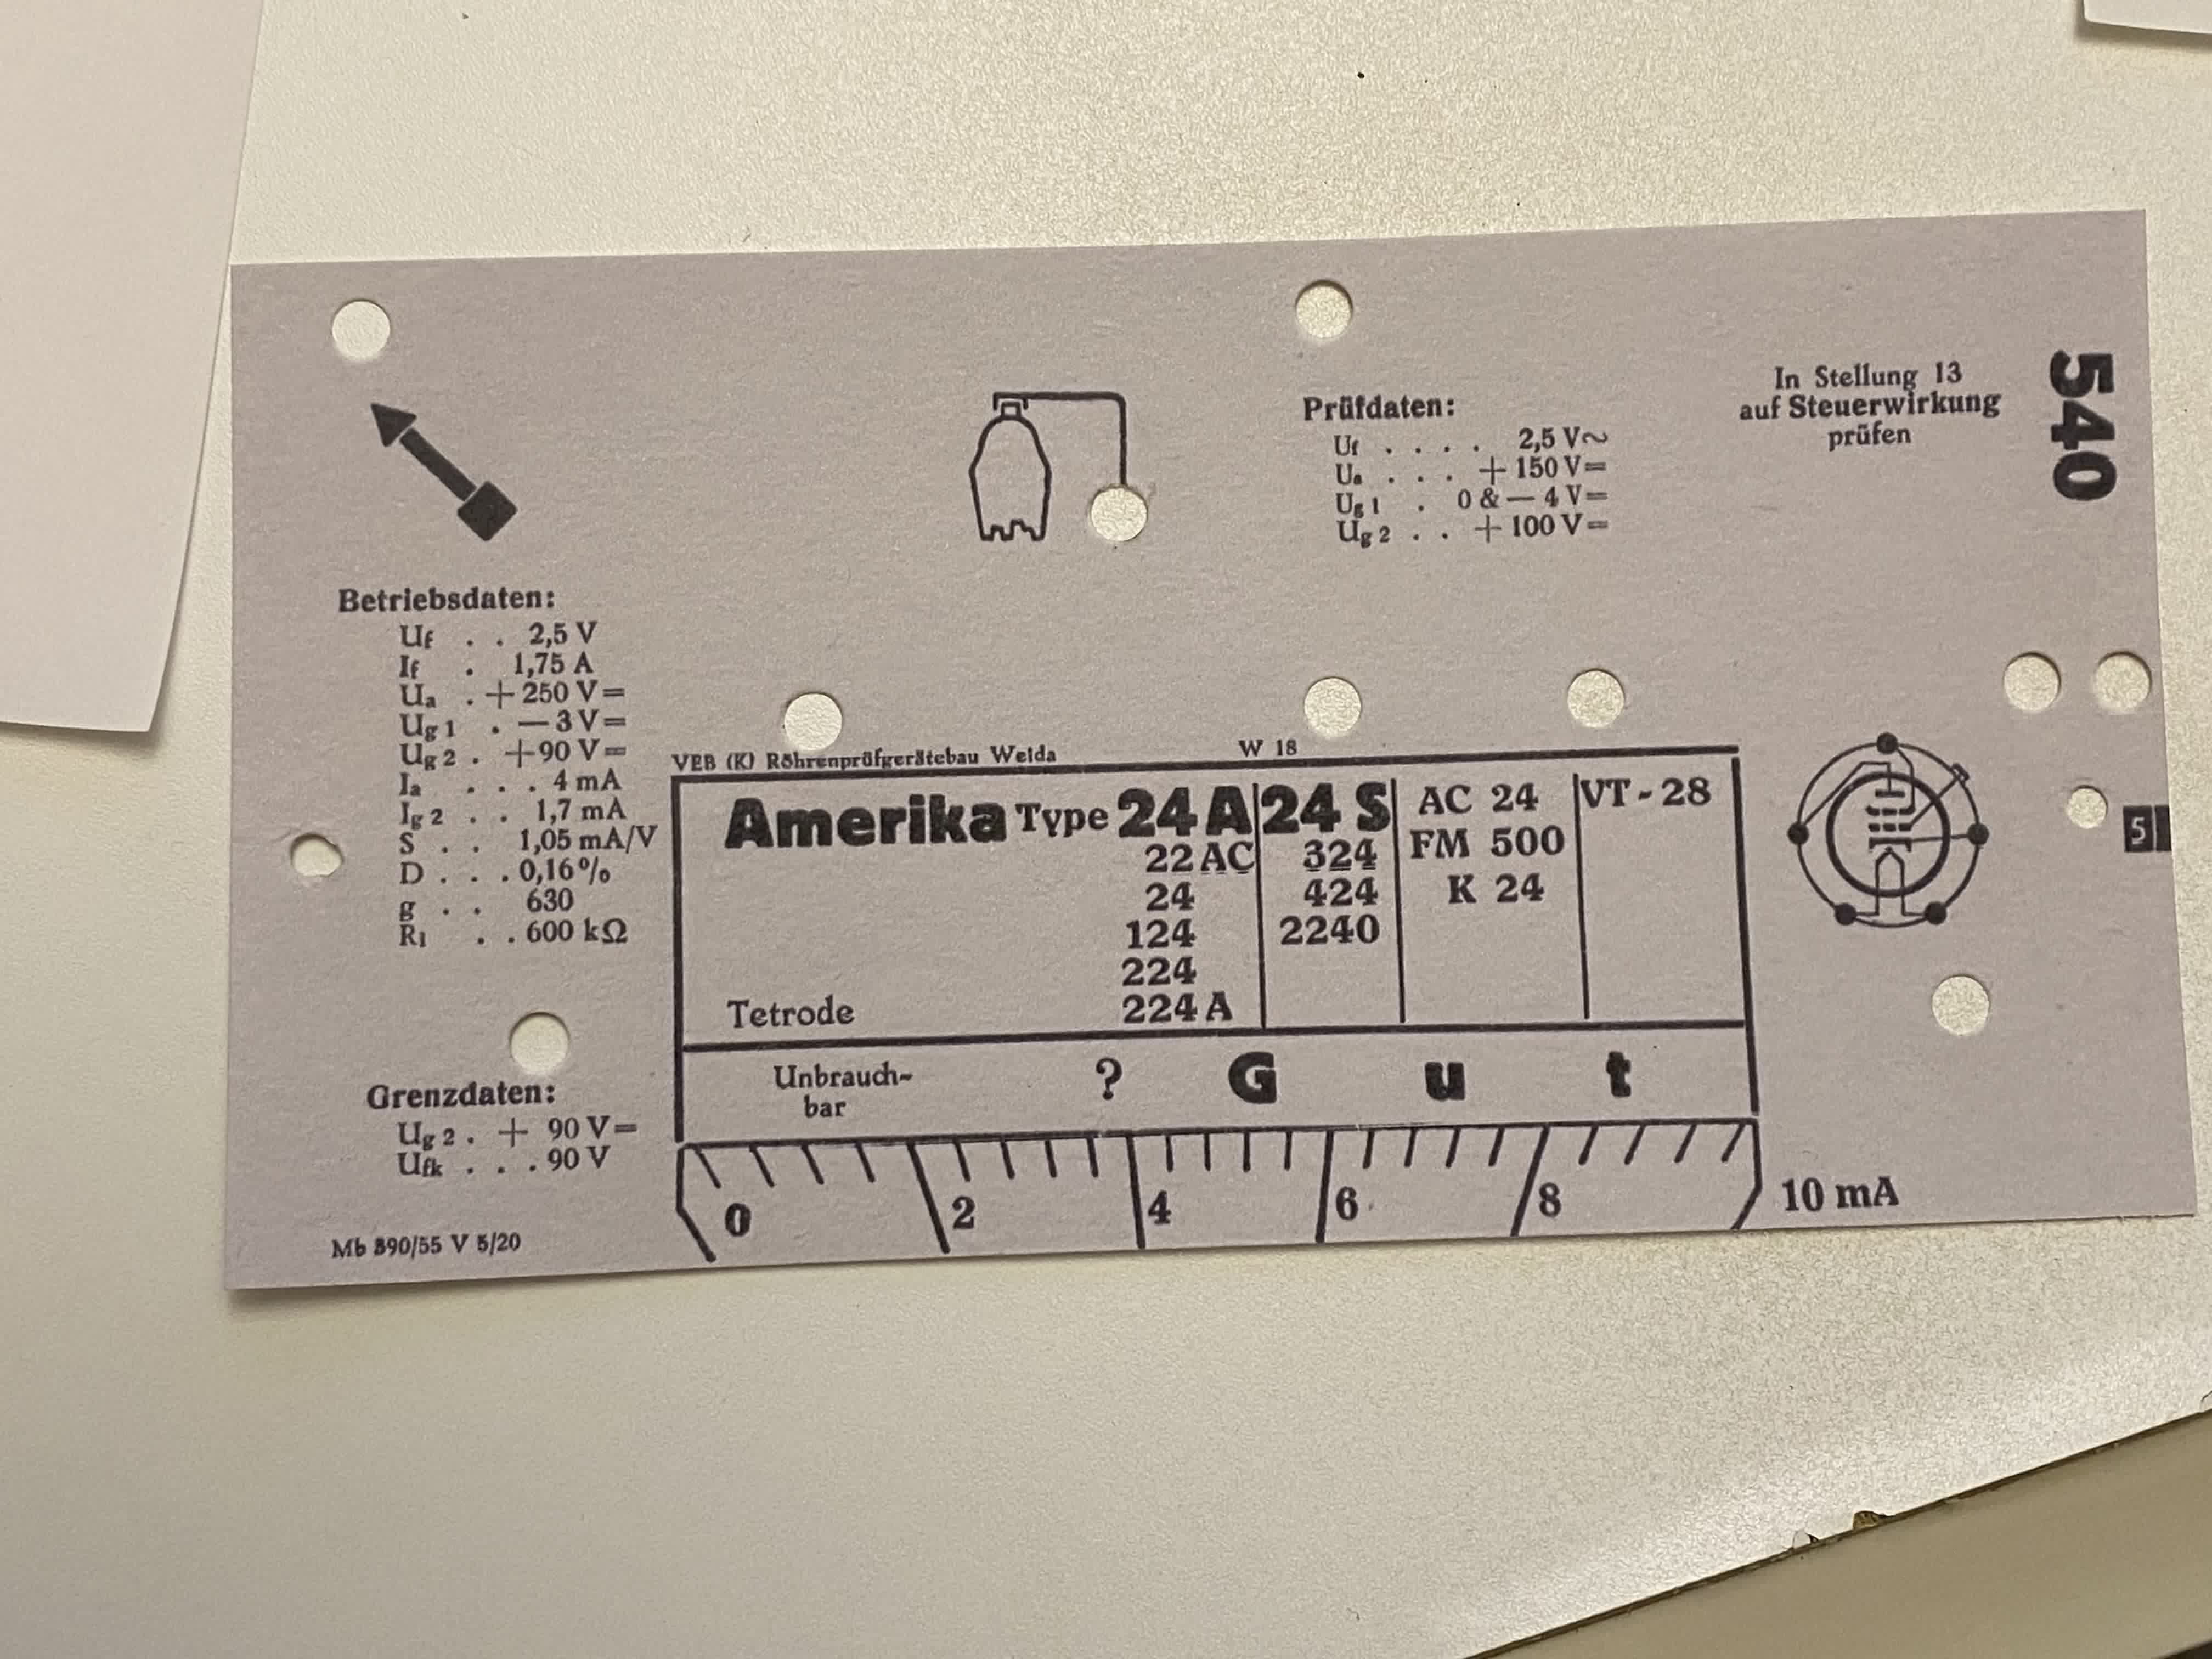 540
In Stellung 13
auf Steuerwirkung
prüfen
Prüfdaten:
Uf . . . . 2,5 V~
Ua . . . + 150 V=
Ug 1 . 0 & — 4 V=
Ug 2 . . + 100 V=
Betriebsdaten:
Uf . . 2,5 V
If . 1,75 A
Ua . + 250 V=
Ug 1 . — 3 V=
Ug 2 . +90 V=
Ia . . . 4 mA
Ig 2 . . 1,7 mA
S . . 1,05 mA/V
D . . . 0,16%
g . . 630
Ri . . 600 kΩ
Grenzdaten:
Ug 2 . + 90 V=
Ufk . . . 90 V
Mb 890/55 V 5/20
VEB (K) Röhrenprüfgerätebau Weida W 18
Amerika Type 24 A 24 S AC 24 VT - 28
22 AC 324 FM 500
24 424 K 24
124 2240
224
Tetrode 224 A
Unbrauch-
bar
? G u t
0 2 4 6 8 10 mA